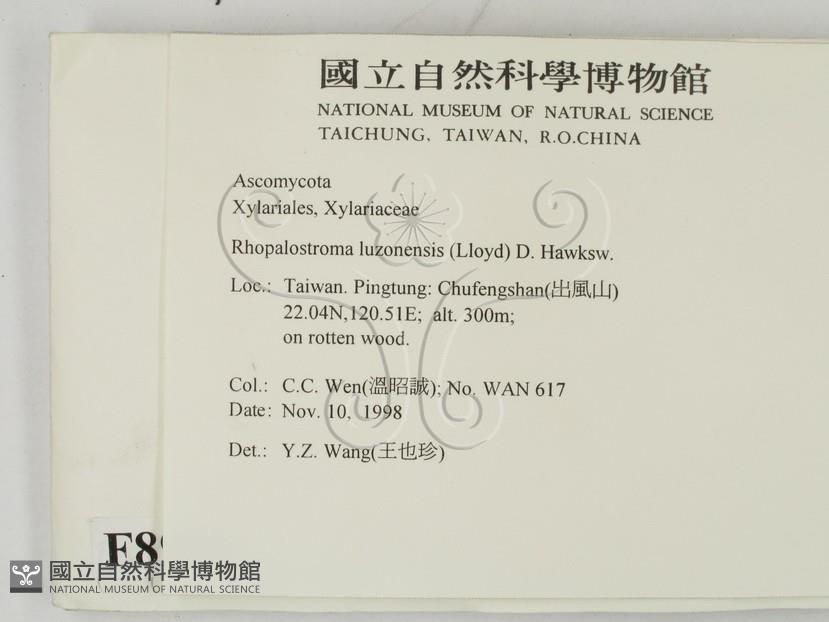 國立自然科學博物館
NATIONAL MUSEUM OF NATURAL SCIENCE
TAICHUNG, TAIWAN, R.O.CHINA
Ascomycota
Xylariales, Xylariaceae
Rhopalostroma luzonensis (Lloyd) D. Hawksw.
Loc.: Taiwan. Pingtung: Chufengshan(出風山)
22.04N,120.51E; alt. 300m;
on rotten wood.
Col.: C.C. Wen(溫昭誠); No. WAN 617
Date: Nov. 10, 1998
Det.: Y.Z. Wang(王也珍)
F8
國立自然科學博物館
NATIONAL MUSEUM OF NATURAL SCIENCE